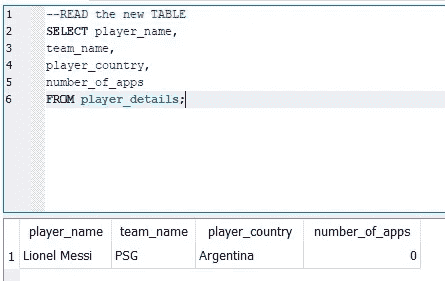 1 --READ the new TABLE
2 SELECT player_name,
3 team_name,
4 player_country,
5 number_of_apps
6 FROM player_details;
player_name team_name player_country number_of_apps
1 Lionel Messi PSG Argentina 0